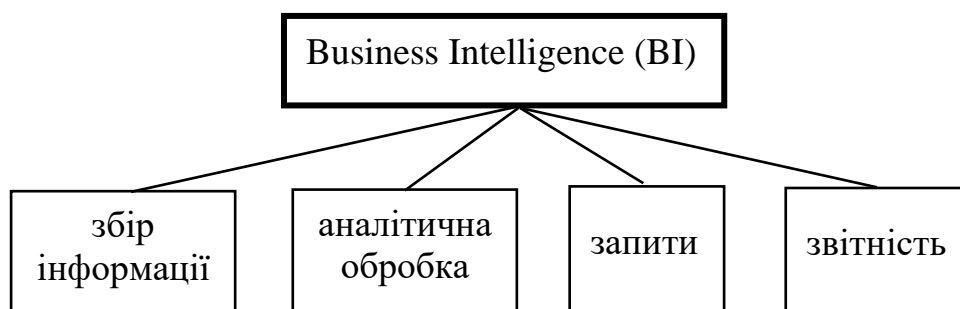 Business Intelligence (BI)
збір
інформації
аналітична
обробка
запити
звітність